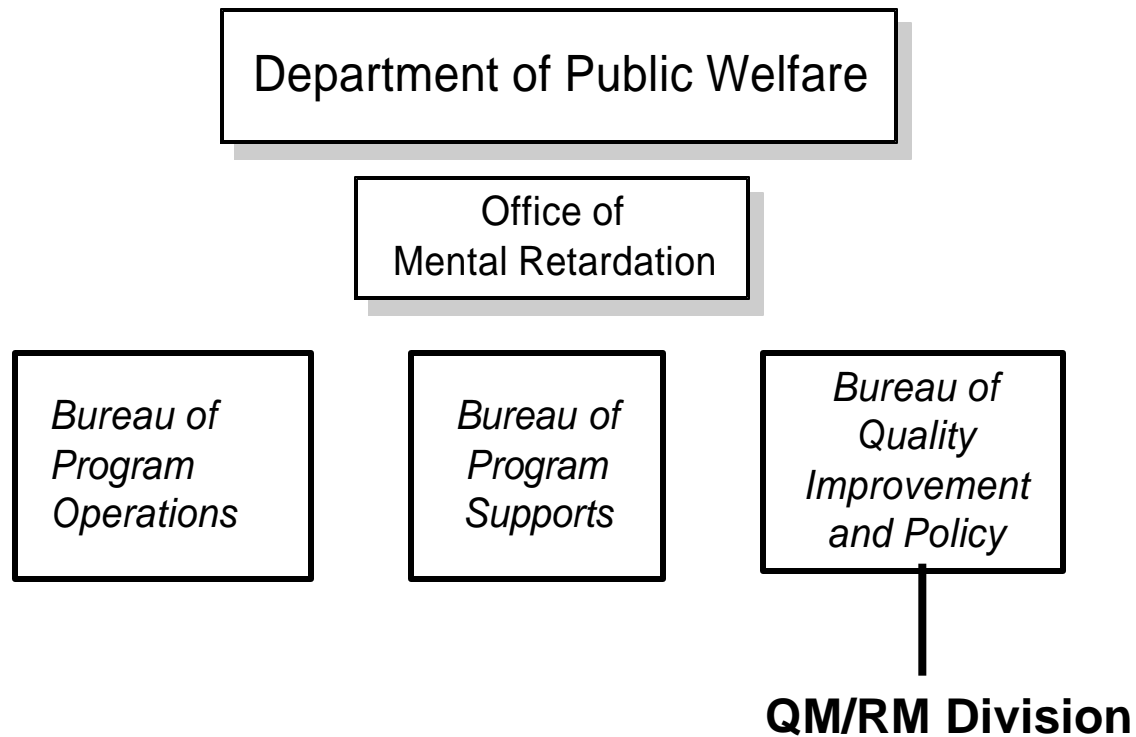 Department of Public Welfare
Office of
Mental Retardation
Bureau of
Program
Operations
Bureau of
Program
Supports
Bureau of
Quality
Improvement
and Policy
QM/RM Division